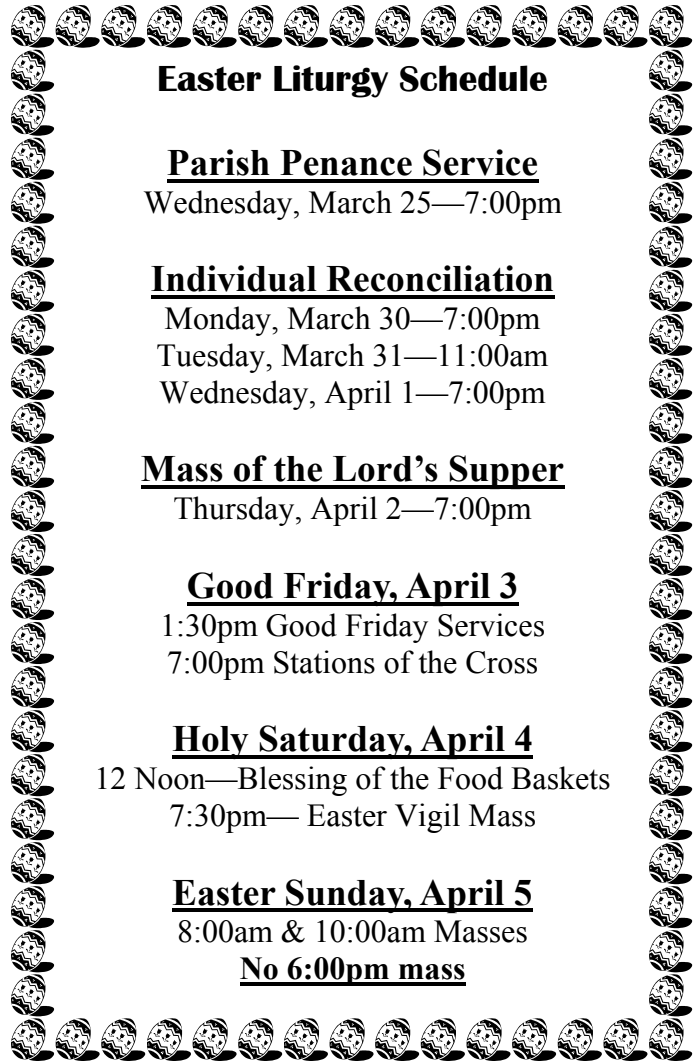 Easter Liturgy Schedule
Parish Penance Service
Wednesday, March 25—7:00pm
Individual Reconciliation
Monday, March 30—7:00pm
Tuesday, March 31—11:00am
Wednesday, April 1—7:00pm
Mass of the Lord’s Supper
Thursday, April 2—7:00pm
Good Friday, April 3
1:30pm Good Friday Services
7:00pm Stations of the Cross
Holy Saturday, April 4
12 Noon—Blessing of the Food Baskets
7:30pm— Easter Vigil Mass
Easter Sunday, April 5
8:00am & 10:00am Masses
No 6:00pm mass